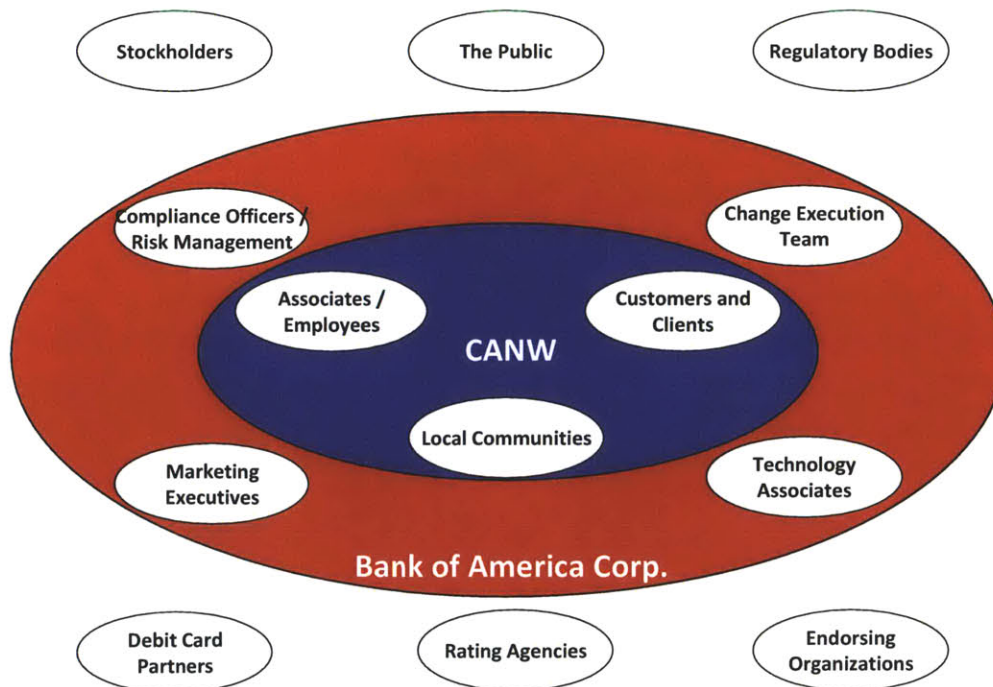 Stockholders
The Public
Regulatory Bodies
Compliance Officers /
Risk Management
Change Execution
Team
Associates /
Employees
Customers and
Clients
CANW
Local Communities
Marketing
Executives
Technology
Associates
Bank of America Corp.
Debit Card
Partners
Rating Agencies
Endorsing
Organizations